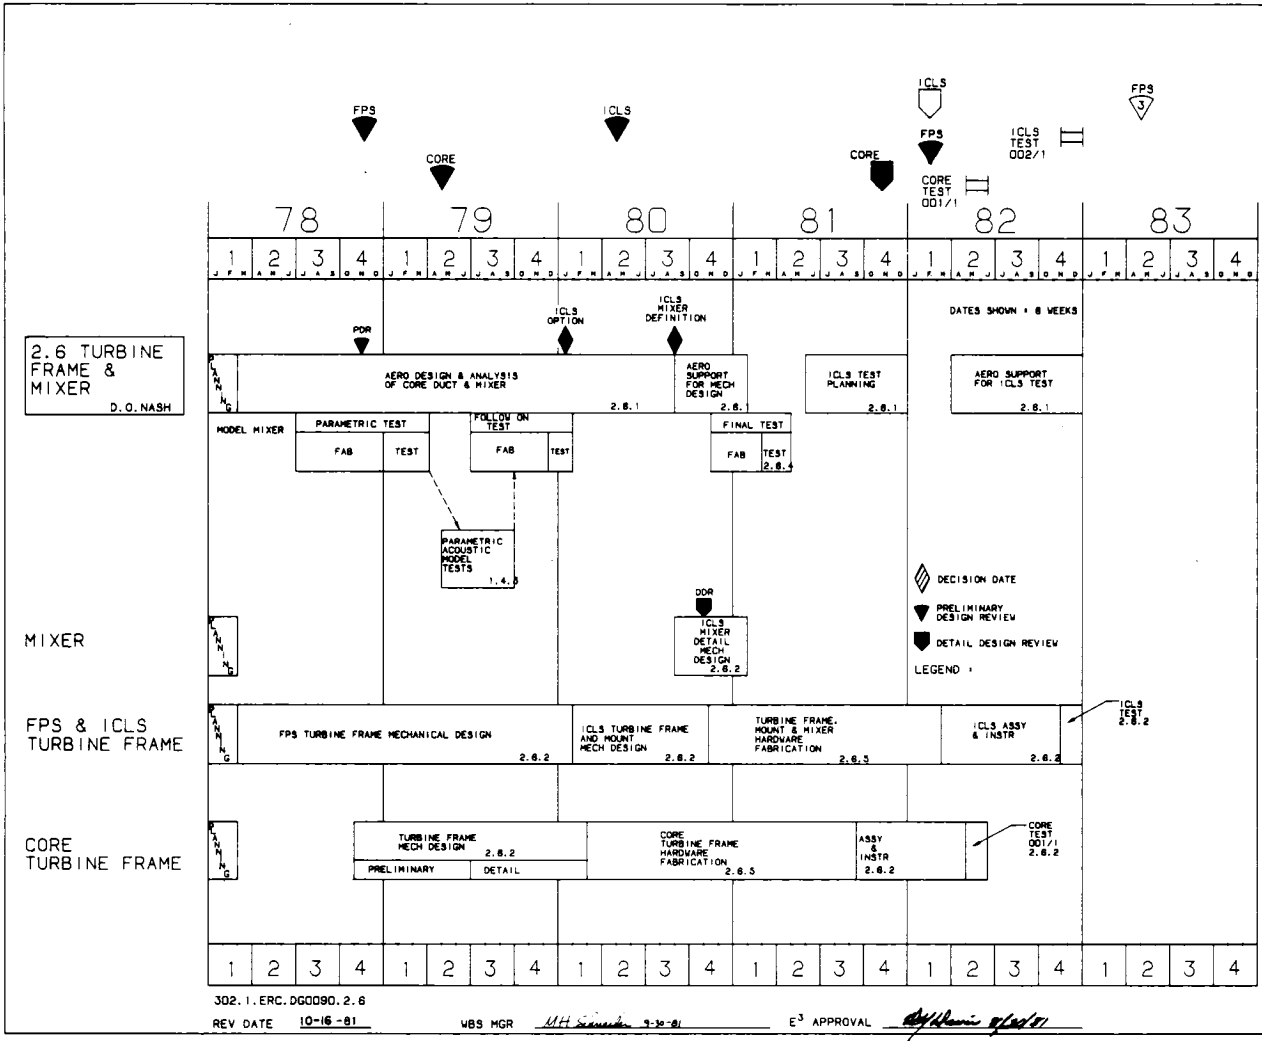 ICLS
FPS
FPS
ICLS
3
FPS
ICLS
TEST
002/1
CORE
CORE
CORE
TEST
001/1
78 79 80 81 82 83
1 2 3 4 1 2 3 4 1 2 3 4 1 2 3 4 1 2 3 4 1 2 3 4
J F M A M J J A S O N D J F M A M J J A S O N D J F M A M J J A S O N D J F M A M J J A S O N D J F M A M J J A S O N D J F M A M J J A S O N D
PDR
ICLS
OPTION
ICLS
MIXER
DEFINITION
2.6 TURBINE
FRAME &
MIXER
D.O.NASH
PLANNING
AERO DESIGN & ANALYSIS
OF CORE DUCT & MIXER
2.6.1
AERO
SUPPORT
FOR MECH
DESIGN
2.6.1
ICLS TEST
PLANNING
2.6.1
AERO SUPPORT
FOR ICLS TEST
2.6.1
MODEL MIXER
PARAMETRIC TEST
FAB
TEST
FOLLOW ON
TEST
FAB
TEST
FINAL TEST
FAB
TEST
2.6.4
PARAMETRIC
ACOUSTIC
MODEL
TESTS
DECISION DATE
PRELIMINARY
DESIGN REVIEW
DETAIL DESIGN REVIEW
LEGEND :
MIXER
PLANNING
DDR
ICLS
MIXER
DETAIL
MECH
DESIGN
2.6.2
FPS & ICLS
TURBINE FRAME
PLANNING
FPS TURBINE FRAME MECHANICAL DESIGN
2.6.2
ICLS TURBINE FRAME
AND MOUNT
MECH DESIGN
2.6.2
TURBINE FRAME,
MOUNT & MIXER
HARDWARE
FABRICATION
2.6.5
ICLS ASSY
& INSTR
2.6.2
ICLS
TEST
2.6.2
CORE
TURBINE FRAME
PLANNING
TURBINE FRAME
MECH DESIGN
2.6.2
PRELIMINARY
DETAIL
CORE
TURBINE FRAME
HARDWARE
FABRICATION
2.6.5
ASSY
&
INSTR
2.6.2
CORE
TEST
001/1
2.6.2
1 2 3 4 1 2 3 4 1 2 3 4 1 2 3 4 1 2 3 4 1 2 3 4
302.1.ERC.DG0090.2.6
REV DATE 10-16-81
WBS MGR 9-30-81
E³ APPROVAL
DATES SHOWN 8 WEEKS